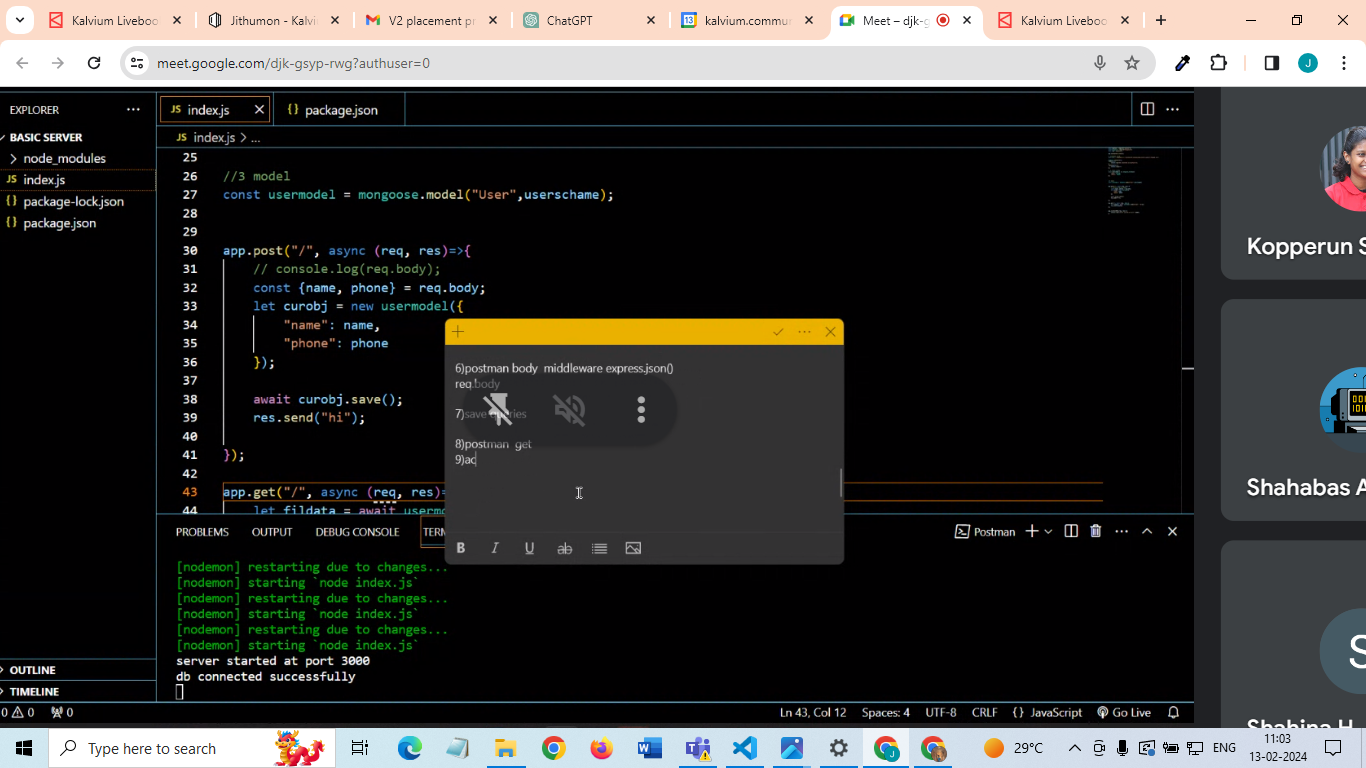 Kalvium Liveboo
Jithumon - Kalvi
V2 placement pr
ChatGPT
13
kalvium.commu
Meet – djk-g
Kalvium Liveboo
meet.google.com/djk-gsyp-rwg?authuser=0
J
EXPLORER
JS index.js
{} package.json
BASIC SERVER
JS index.js > ...
node_modules
JS index.js
{} package-lock.json
{} package.json
25
26 //3 model
27 const usermodel = mongoose.model("User",userschame);
28
29
30 app.post("/", async (req, res)=>{
31 // console.log(req.body);
32 const {name, phone} = req.body;
33 let curobj = new usermodel({
34 "name": name,
35 "phone": phone
36 });
37
38 await curobj.save();
39 res.send("hi");
40
41 });
42
43 app.get("/", async (req, res)=
44 let fildata = await usermo
6)postman body middleware express.json()
req.body
7)save queries
8)postman get
9)ac
B I U ab
PROBLEMS
OUTPUT
DEBUG CONSOLE
TERM
Postman
[nodemon] restarting due to changes...
[nodemon] starting `node index.js`
[nodemon] restarting due to changes...
[nodemon] starting `node index.js`
[nodemon] restarting due to changes...
[nodemon] starting `node index.js`
server started at port 3000
db connected successfully
OUTLINE
TIMELINE
0 0 0
Ln 43, Col 12
Spaces: 4
UTF-8
CRLF
{} JavaScript
Go Live
Kopperun S
Shahabas A
S
Shahina H
Type here to search
J
29°C
ENG
11:03
13-02-2024